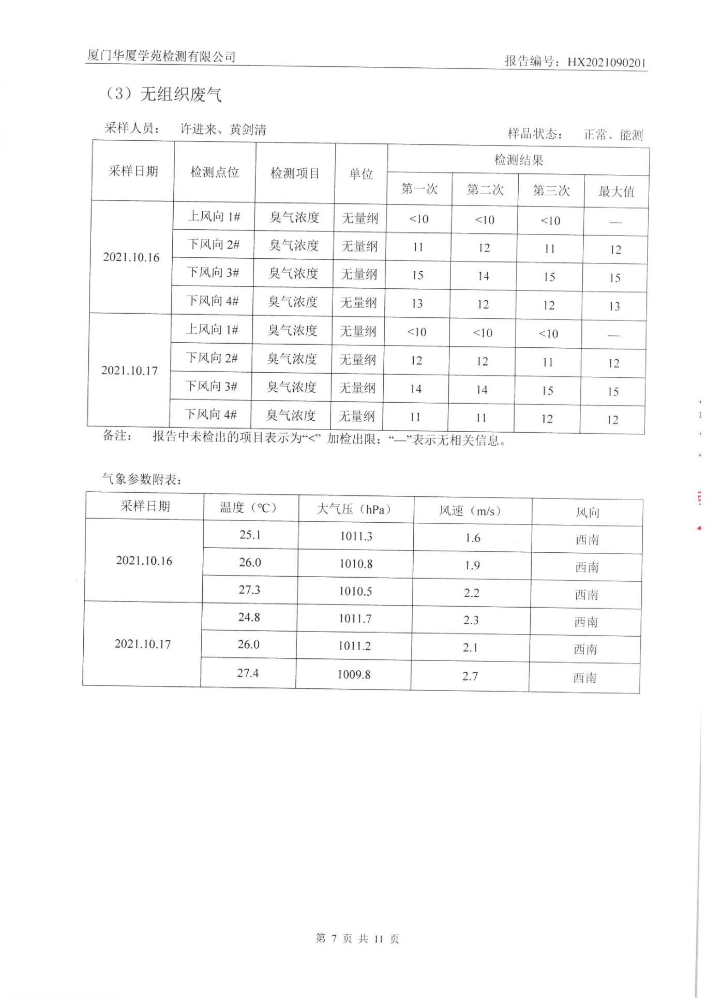 厦门华厦学苑检测有限公司 报告编号：HX2021090201
（3）无组织废气
采样人员： 许进来、黄剑清 样品状态： 正常、能测
采样日期 检测点位 检测项目 单位 检测结果
第一次 第二次 第三次 最大值
2021.10.16
上风向 1# 臭气浓度 无量纲 <10 <10 <10 —
下风向 2# 臭气浓度 无量纲 11 12 11 12
下风向 3# 臭气浓度 无量纲 15 14 15 15
下风向 4# 臭气浓度 无量纲 13 12 12 13
2021.10.17
上风向 1# 臭气浓度 无量纲 <10 <10 <10 —
下风向 2# 臭气浓度 无量纲 12 12 11 12
下风向 3# 臭气浓度 无量纲 14 14 15 15
下风向 4# 臭气浓度 无量纲 11 11 12 12
备注： 报告中未检出的项目表示为“<” 加检出限；“—”表示无相关信息。
气象参数附表：
采样日期 温度（℃） 大气压（hPa） 风速（m/s） 风向
2021.10.16
25.1 1011.3 1.6 西南
26.0 1010.8 1.9 西南
27.3 1010.5 2.2 西南
2021.10.17
24.8 1011.7 2.3 西南
26.0 1011.2 2.1 西南
27.4 1009.8 2.7 西南
第 7 页 共 11 页